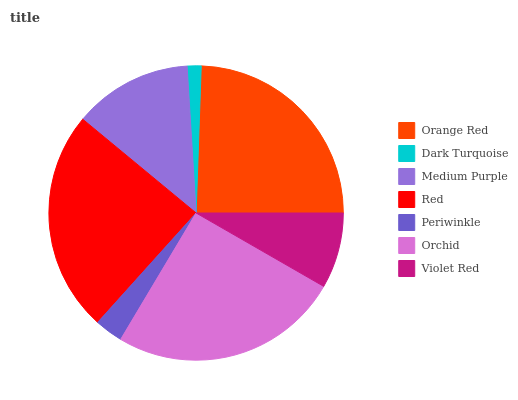 title
Orange Red
Dark Turquoise
Medium Purple
Red
Periwinkle
Orchid
Violet Red